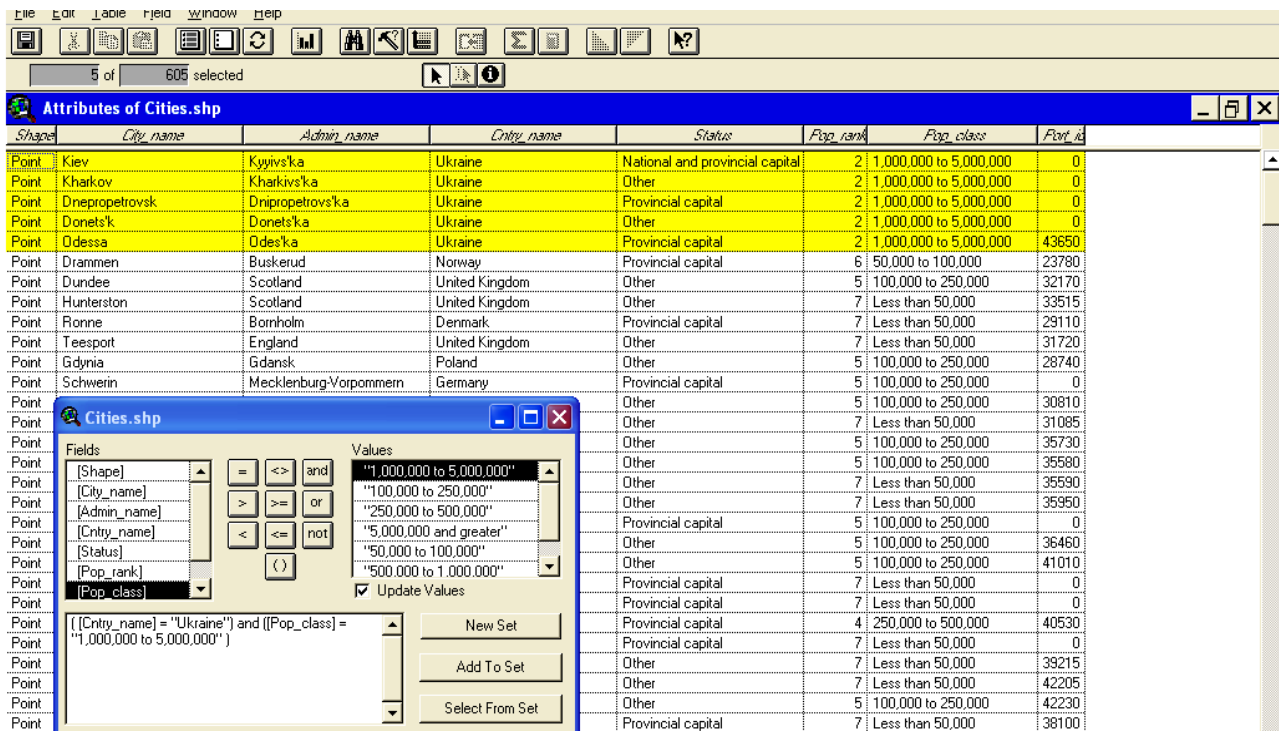 File Edit Table Field Window Help
5 of 605 selected
Attributes of Cities.shp
Shape City_name Admin_name Cntry_name Status Pop_rank Pop_class Port_id
Point Kiev Kyyivs'ka Ukraine National and provincial capital 2 1,000,000 to 5,000,000 0
Point Kharkov Kharkivs'ka Ukraine Other 2 1,000,000 to 5,000,000 0
Point Dnepropetrovsk Dnipropetrovs'ka Ukraine Provincial capital 2 1,000,000 to 5,000,000 0
Point Donets'k Donets'ka Ukraine Other 2 1,000,000 to 5,000,000 0
Point Odessa Odes'ka Ukraine Provincial capital 2 1,000,000 to 5,000,000 43650
Point Drammen Buskerud Norway Provincial capital 6 50,000 to 100,000 23780
Point Dundee Scotland United Kingdom Other 5 100,000 to 250,000 32170
Point Hunterston Scotland United Kingdom Other 7 Less than 50,000 33515
Point Ronne Bornholm Denmark Provincial capital 7 Less than 50,000 29110
Point Teesport England United Kingdom Other 7 Less than 50,000 31720
Point Gdynia Gdansk Poland Other 5 100,000 to 250,000 28740
Point Schwerin Mecklenburg-Vorpommern Germany Provincial capital 5 100,000 to 250,000 0
Point Other 5 100,000 to 250,000 30810
Point Other 7 Less than 50,000 31085
Point Other 5 100,000 to 250,000 35730
Point Other 5 100,000 to 250,000 35580
Point Other 7 Less than 50,000 35590
Point Other 7 Less than 50,000 35950
Point Provincial capital 5 100,000 to 250,000 0
Point Other 5 100,000 to 250,000 36460
Point Other 5 100,000 to 250,000 41010
Point Provincial capital 7 Less than 50,000 0
Point Provincial capital 7 Less than 50,000 0
Point Provincial capital 4 250,000 to 500,000 40530
Point Provincial capital 7 Less than 50,000 0
Point Other 7 Less than 50,000 39215
Point Other 7 Less than 50,000 42205
Point Other 5 100,000 to 250,000 42230
Point Provincial capital 7 Less than 50,000 38100
Cities.shp
Fields Values
[Shape] = <> and "1,000,000 to 5,000,000"
[City_name] "100,000 to 250,000"
[Admin_name] > >= or "250,000 to 500,000"
[Cntry_name] < <= not "5,000,000 and greater"
[Status] "50,000 to 100,000"
[Pop_rank] ( ) "500,000 to 1,000,000"
[Pop_class] Update Values
( [Cntry_name] = "Ukraine") and ([Pop_class] =
"1,000,000 to 5,000,000" )
New Set
Add To Set
Select From Set